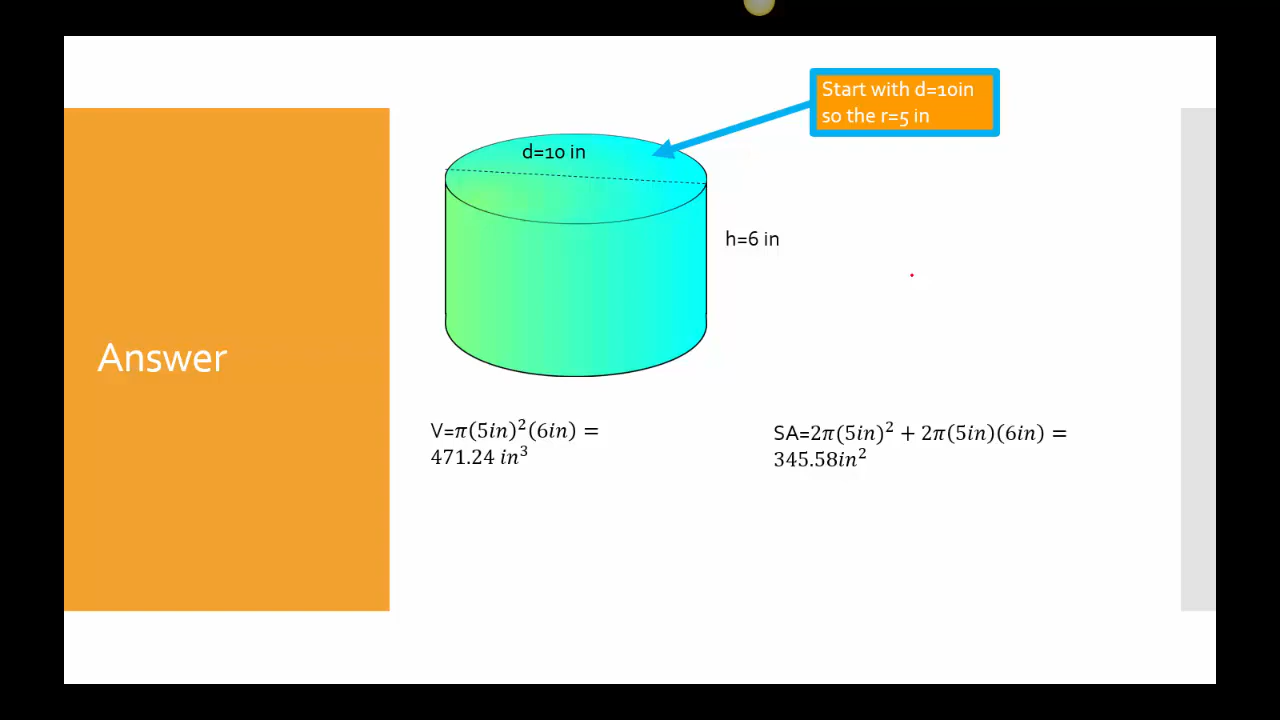 Start with d=10in
so the r=5 in
d=10 in
h=6 in
Answer
V=𝜋(5𝑖𝑛)²(6𝑖𝑛) =
471.24 𝑖𝑛³
SA=2𝜋(5𝑖𝑛)² + 2𝜋(5𝑖𝑛)(6𝑖𝑛) =
345.58𝑖𝑛²